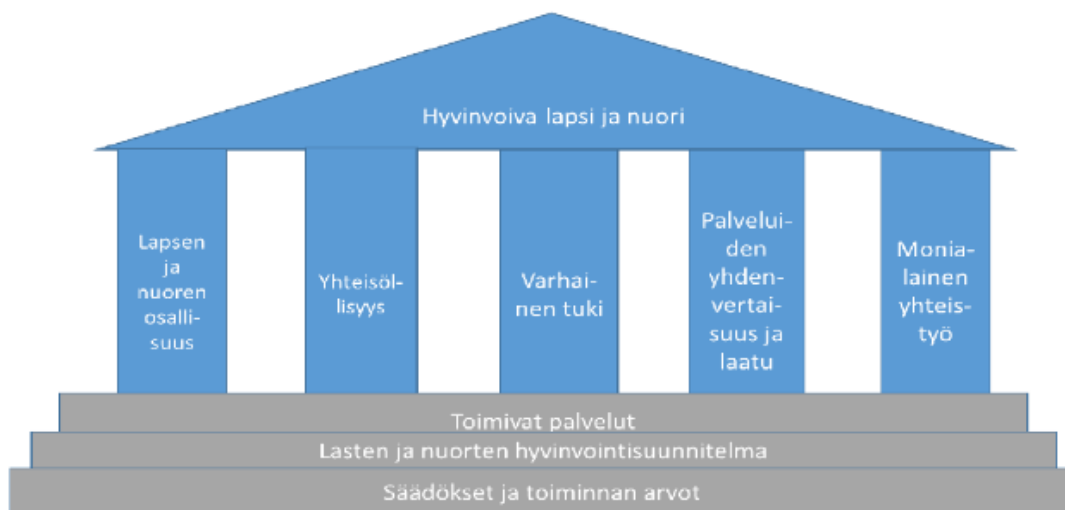 Hyvinvoiva lapsi ja nuori
Lapsen
ja
nuoren
osalli-
suus
Yhteisöl-
lisyys
Varhai-
nen tuki
Palvelui-
den
yhden-
vertai-
suus ja
laatu
Monia-
lainen
yhteis-
työ
Toimivat palvelut
Lasten ja nuorten hyvinvointisuunnitelma
Säädökset ja toiminnan arvot